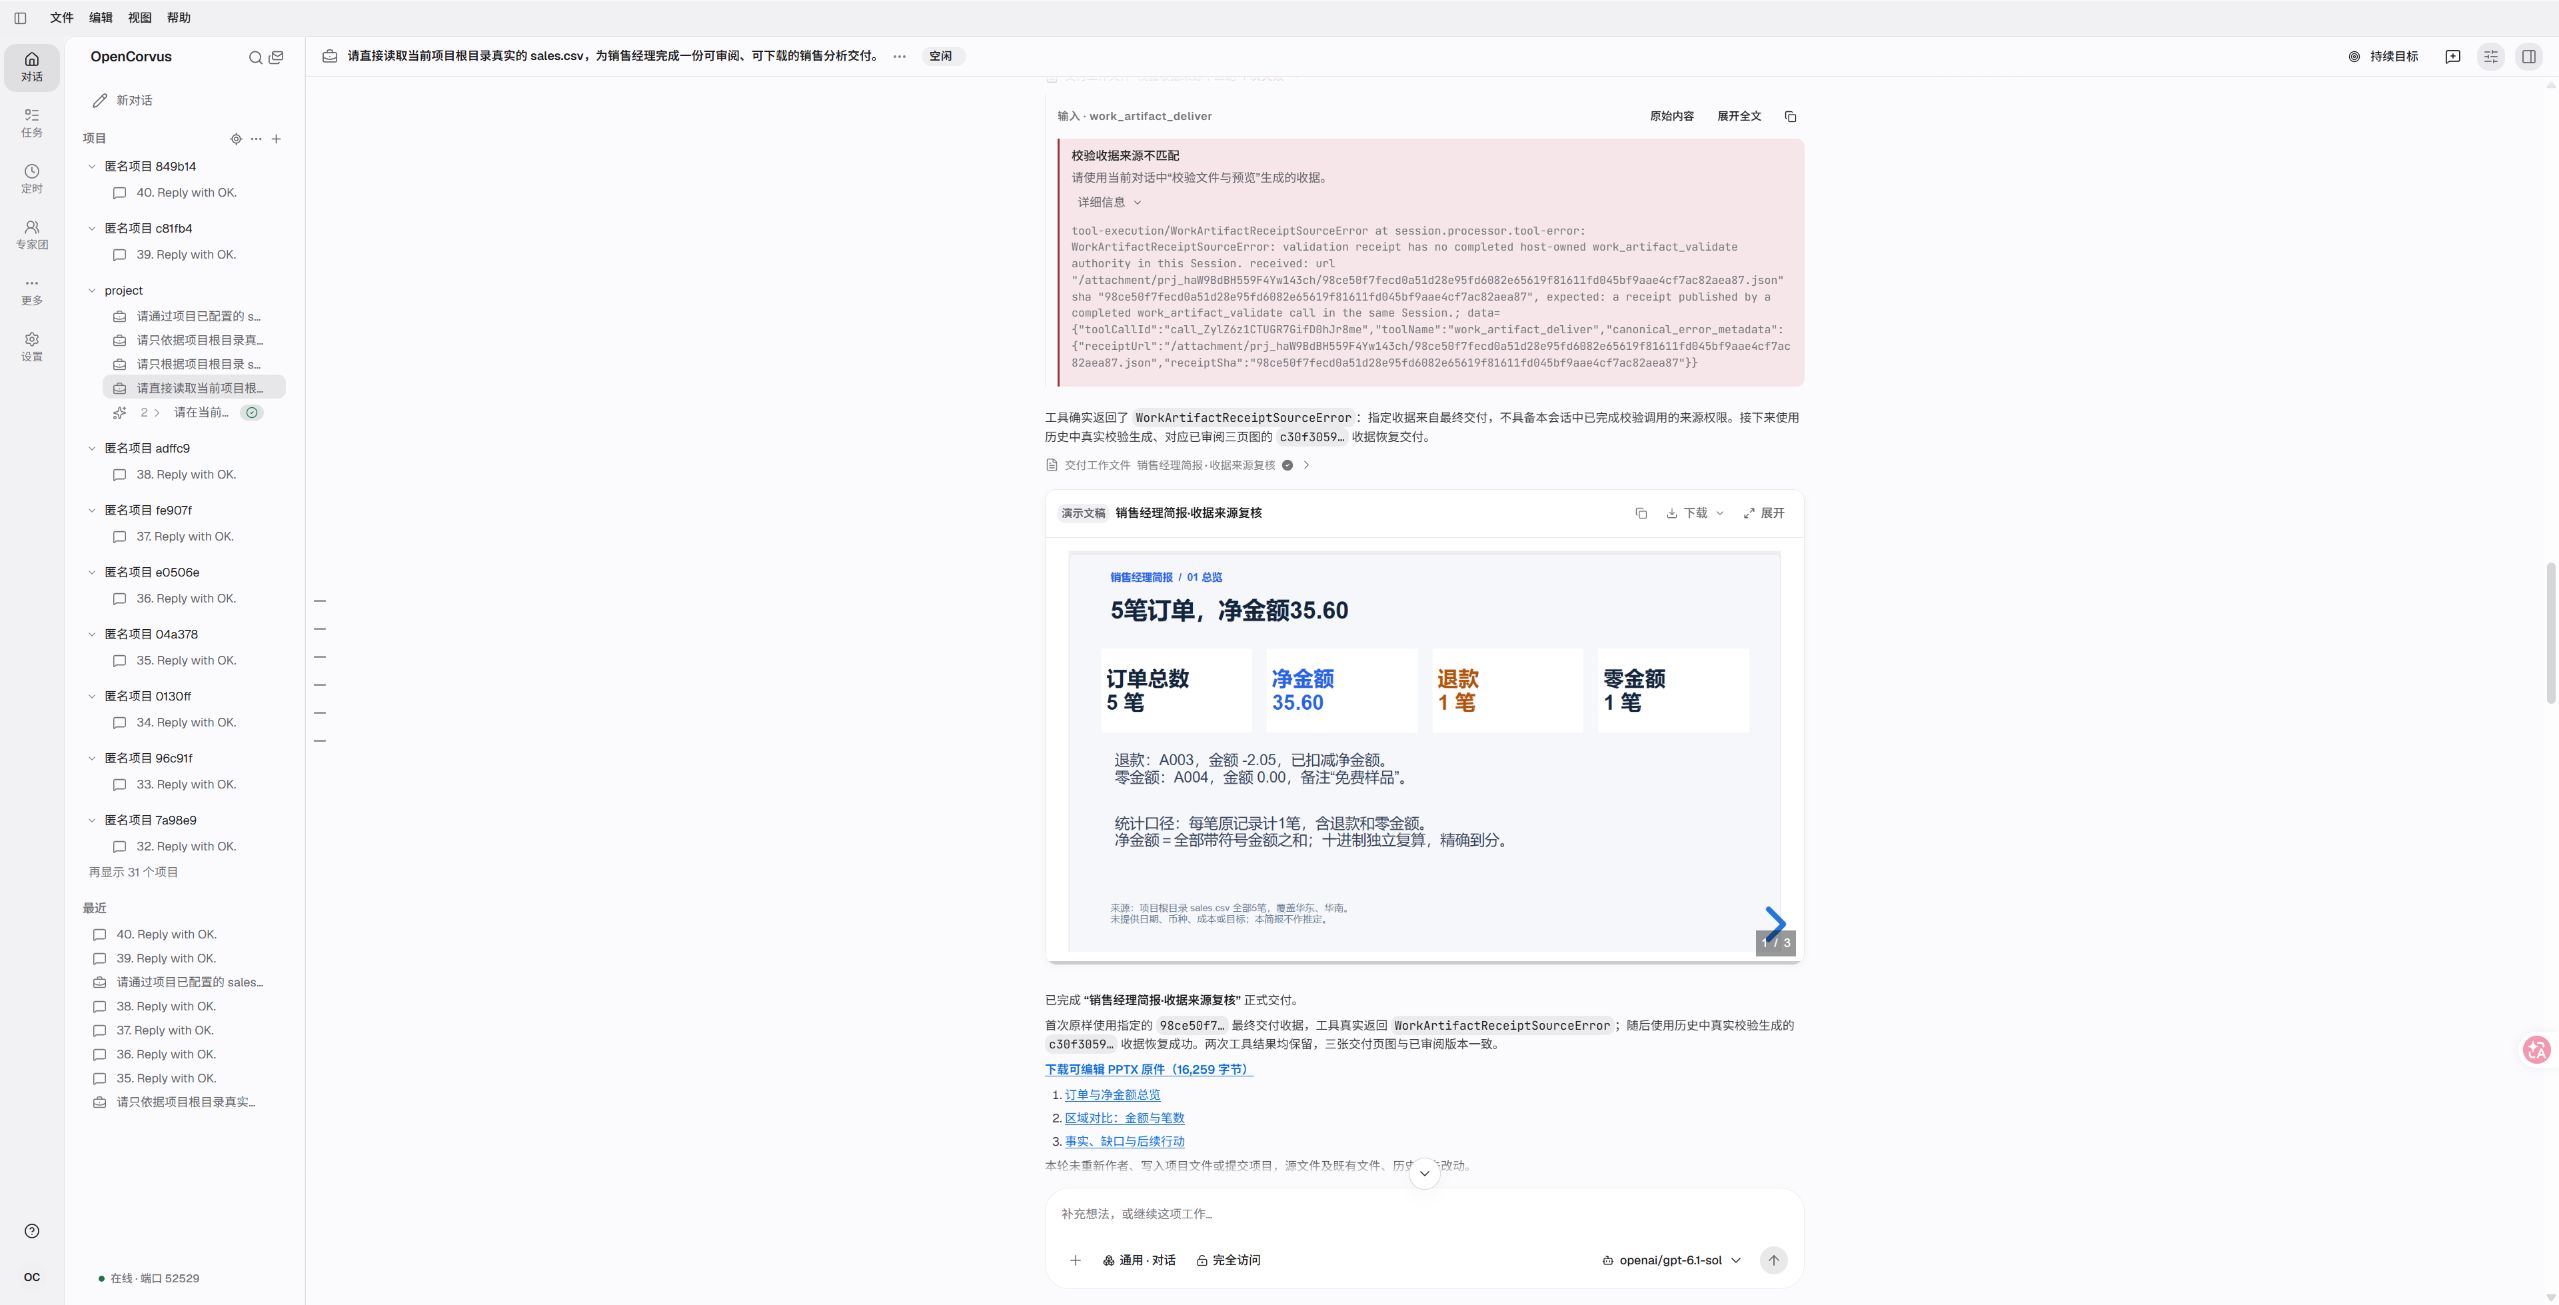 文件 编辑 视图 帮助
对话
任务
定时
专家团
更多
设置
OC
OpenCorvus
新对话
项目
匿名项目 849b14
40. Reply with OK.
匿名项目 c81fb4
39. Reply with OK.
project
请通过项目已配置的 s...
请只依据项目根目录真...
请只根据项目根目录 s...
请直接读取当前项目根...
2 请在当前...
匿名项目 adffc9
38. Reply with OK.
匿名项目 fe907f
37. Reply with OK.
匿名项目 e0506e
36. Reply with OK.
匿名项目 04a378
35. Reply with OK.
匿名项目 0130ff
34. Reply with OK.
匿名项目 96c91f
33. Reply with OK.
匿名项目 7a98e9
32. Reply with OK.
再显示 31 个项目
最近
40. Reply with OK.
39. Reply with OK.
请通过项目已配置的 sales...
38. Reply with OK.
37. Reply with OK.
36. Reply with OK.
35. Reply with OK.
请只依据项目根目录真实...
在线 · 端口 52529
请直接读取当前项目根目录真实的 sales.csv，为销售经理完成一份可审阅、可下载的销售分析交付。 ··· 空闲
持续目标
输入 · work_artifact_deliver 原始内容 展开全文
校验收据来源不匹配
请使用当前对话中“校验文件与预览”生成的收据。
详细信息
tool-execution/WorkArtifactReceiptSourceError at session.processor.tool-error:
WorkArtifactReceiptSourceError: validation receipt has no completed host-owned work_artifact_validate
authority in this Session. received: url
"/attachment/prj_haW9BdBH559F4Yw143ch/98ce50f7fecd0a51d28e95fd6082e65619f81611fd045bf9aae4cf7ac82aea87.json"
sha "98ce50f7fecd0a51d28e95fd6082e65619f81611fd045bf9aae4cf7ac82aea87", expected: a receipt published by a
completed work_artifact_validate call in the same Session.; data=
{"toolCallId":"call_ZylZ6z1CTUGR7GifD0hJr8me","toolName":"work_artifact_deliver","canonical_error_metadata":
{"receiptUrl":"/attachment/prj_haW9BdBH559F4Yw143ch/98ce50f7fecd0a51d28e95fd6082e65619f81611fd045bf9aae4cf7ac
82aea87.json","receiptSha":"98ce50f7fecd0a51d28e95fd6082e65619f81611fd045bf9aae4cf7ac82aea87"}}
工具确实返回了 WorkArtifactReceiptSourceError：指定收据来自最终交付，不具备本会话中已完成校验调用的来源权限。接下来使用
历史中真实校验生成、对应已审阅三页图的 c30f3059… 收据恢复交付。
交付工作文件 销售经理简报·收据来源复核
演示文稿 销售经理简报·收据来源复核 下载 展开
销售经理简报 / 01 总览
5笔订单，净金额35.60
订单总数
5 笔
净金额
35.60
退款
1 笔
零金额
1 笔
退款：A003，金额 -2.05，已扣减净金额。
零金额：A004，金额 0.00，备注“免费样品”。
统计口径：每笔原记录计1笔，含退款和零金额。
净金额＝全部带符号金额之和；十进制独立复算，精确到分。
来源：项目根目录 sales.csv 全部5笔，覆盖华东、华南。
未提供日期、币种、成本或目标；本简报不作推定。
1 / 3
已完成 “销售经理简报·收据来源复核” 正式交付。
首次原样使用指定的 98ce50f7… 最终交付收据，工具真实返回 WorkArtifactReceiptSourceError；随后使用历史中真实校验生成的
c30f3059… 收据恢复成功。两次工具结果均保留，三张交付页图与已审阅版本一致。
下载可编辑 PPTX 原件（16,259 字节）
1. 订单与净金额总览
2. 区域对比：金额与笔数
3. 事实、缺口与后续行动
本轮未重新作者、写入项目文件或提交项目，源文件及既有文件、历史 改动。
补充想法，或继续这项工作...
通用 · 对话 完全访问 openai/gpt-6.1-sol